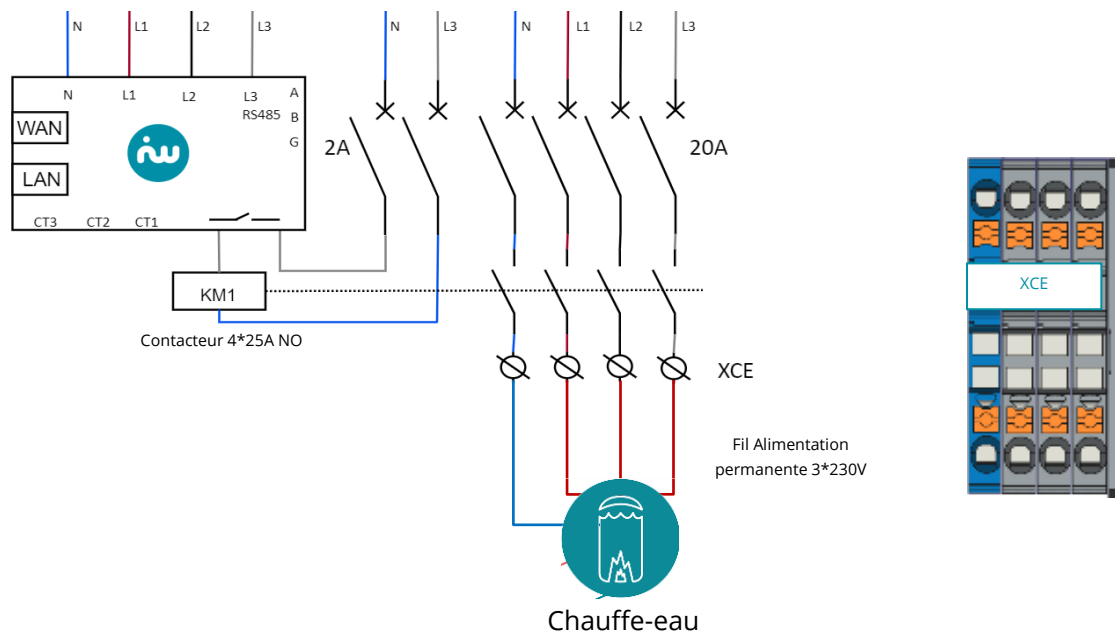 N L1 L2 L3 N L3 N L1 L2 L3
N L1 L2 L3 A
RS485 B
G
WAN
LAN
iw
2A
20A
CT3 CT2 CT1
KM1
Contacteur 4*25A NO
XCE
XCE
Fil Alimentation
permanente 3*230V
Chauffe-eau